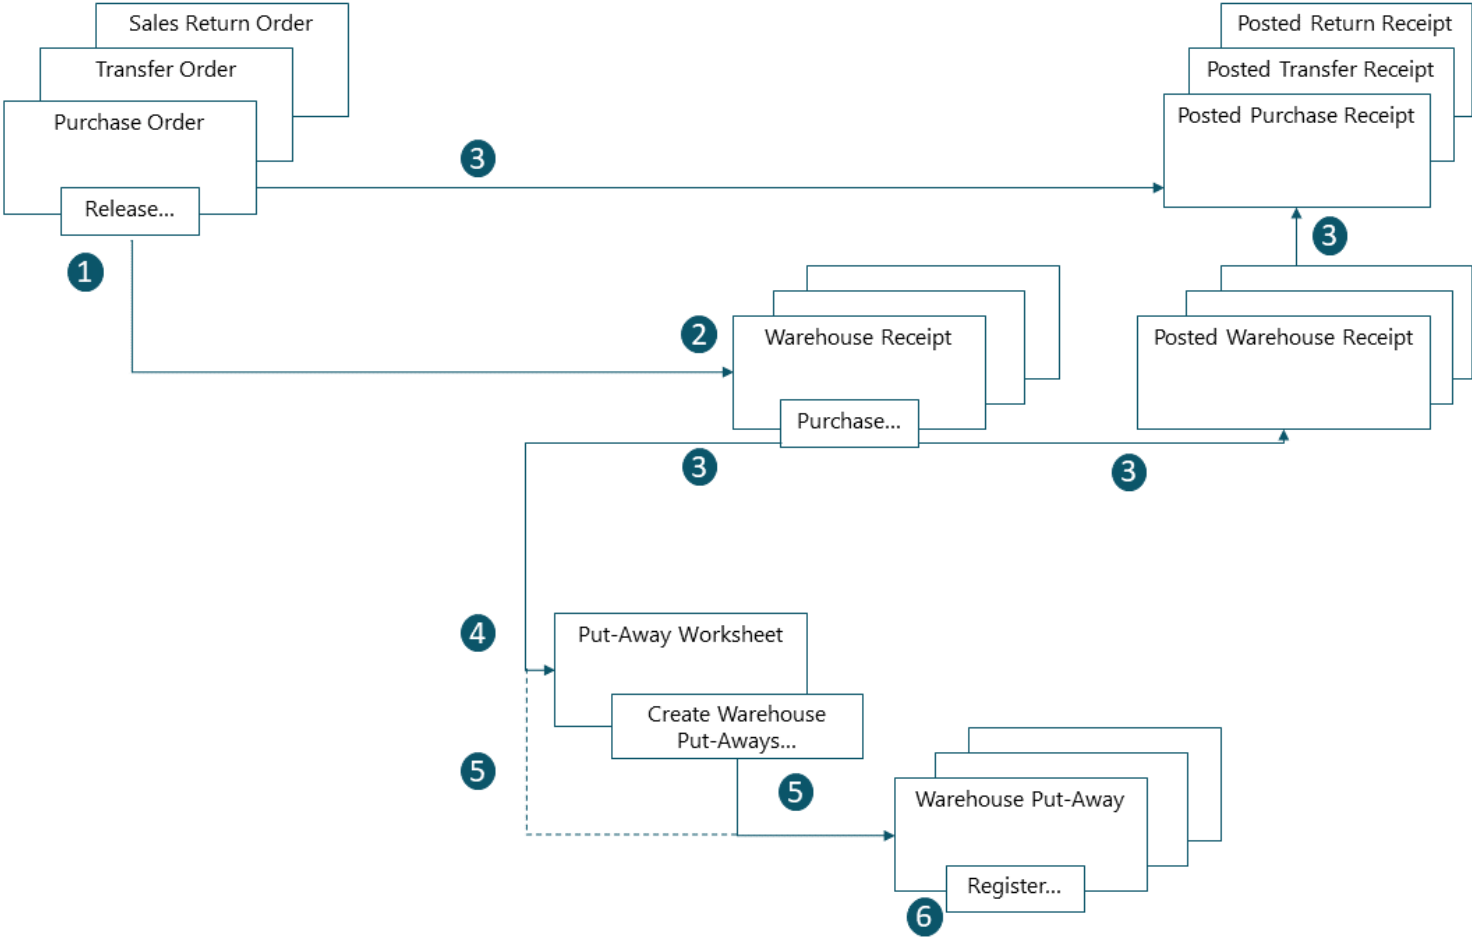 Sales Return Order
Transfer Order
Purchase Order
Release...
1
3
Posted Return Receipt
Posted Transfer Receipt
Posted Purchase Receipt
3
2
Warehouse Receipt
Purchase...
3
Posted Warehouse Receipt
3
4
Put-Away Worksheet
Create Warehouse
Put-Aways...
5
5
Warehouse Put-Away
Register...
6